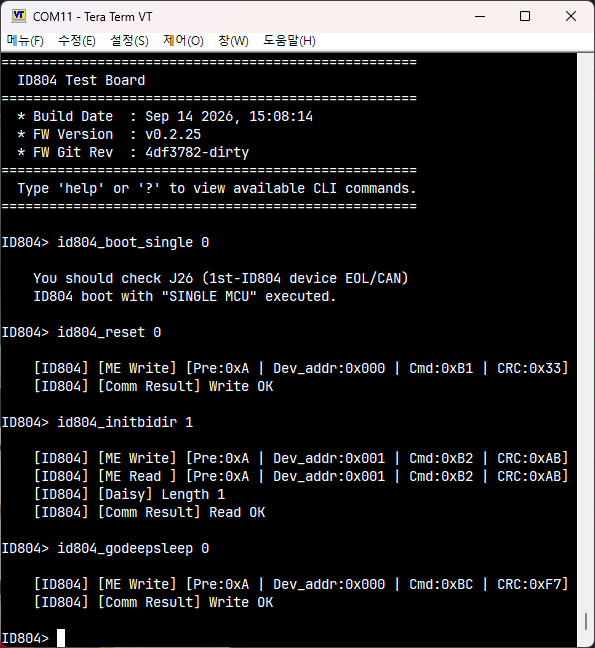 COM11 - Tera Term VT
메뉴(F) 수정(E) 설정(S) 제어(O) 창(W) 도움말(H)
====================================================
ID804 Test Board
====================================================
* Build Date  : Sep 14 2026, 15:08:14
* FW Version  : v0.2.25
* FW Git Rev  : 4df3782-dirty
====================================================
Type 'help' or '?' to view available CLI commands.
====================================================
ID804> id804_boot_single 0
You should check J26 (1st-ID804 device EOL/CAN)
ID804 boot with "SINGLE MCU" executed.
ID804> id804_reset 0
[ID804] [ME Write] [Pre:0xA | Dev_addr:0x000 | Cmd:0xB1 | CRC:0x33]
[ID804] [Comm Result] Write OK
ID804> id804_initbidir 1
[ID804] [ME Write] [Pre:0xA | Dev_addr:0x001 | Cmd:0xB2 | CRC:0xAB]
[ID804] [ME Read ] [Pre:0xA | Dev_addr:0x001 | Cmd:0xB2 | CRC:0xAB]
[ID804] [Daisy] Length 1
[ID804] [Comm Result] Read OK
ID804> id804_godeepsleep 0
[ID804] [ME Write] [Pre:0xA | Dev_addr:0x000 | Cmd:0xBC | CRC:0xF7]
[ID804] [Comm Result] Write OK
ID804>